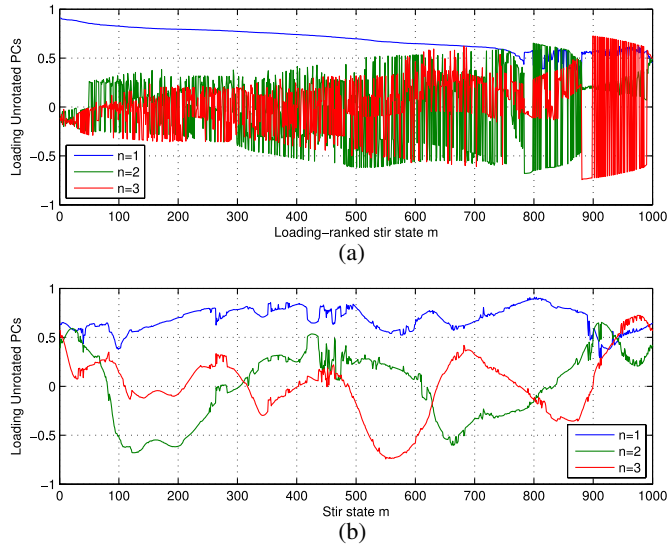 1
0.5
0
−0.5
−1
Loading Unrotated PCs
n=1
n=2
n=3
0 100 200 300 400 500 600 700 800 900 1000
Loading−ranked stir state m
(a)
1
0.5
0
−0.5
−1
Loading Unrotated PCs
n=1
n=2
n=3
0 100 200 300 400 500 600 700 800 900 1000
Stir state m
(b)